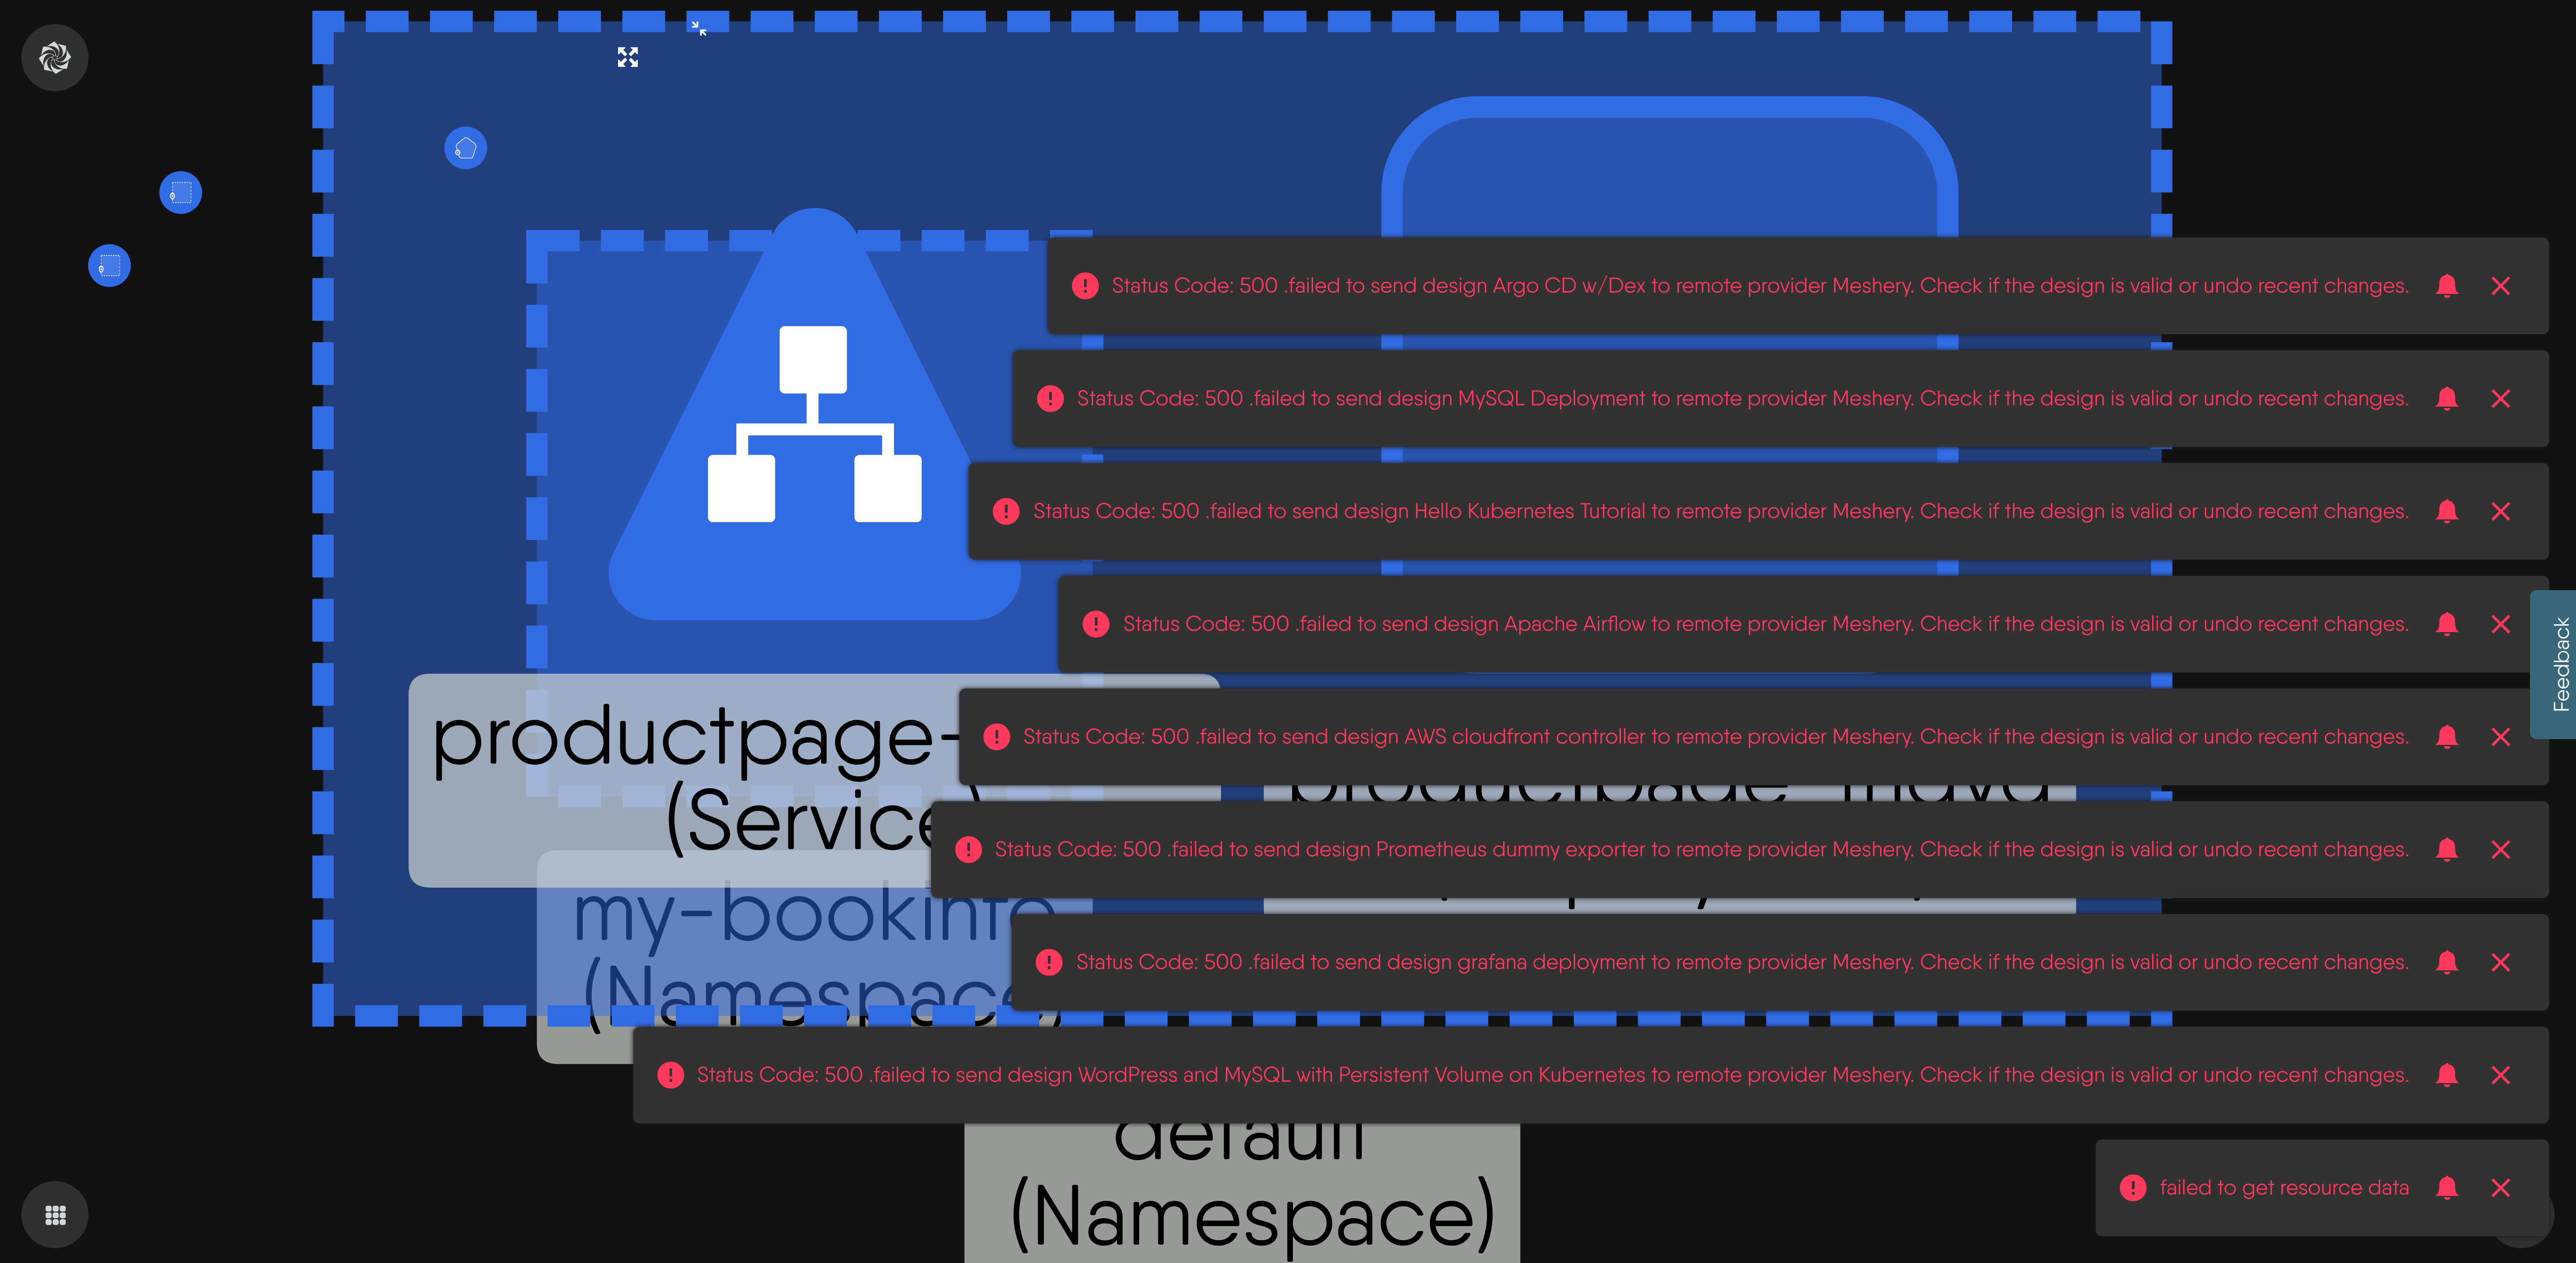 Status Code: 500 .failed to send design Argo CD w/Dex to remote provider Meshery. Check if the design is valid or undo recent changes.
Status Code: 500 .failed to send design MySQL Deployment to remote provider Meshery. Check if the design is valid or undo recent changes.
Status Code: 500 .failed to send design Hello Kubernetes Tutorial to remote provider Meshery. Check if the design is valid or undo recent changes.
Status Code: 500 .failed to send design Apache Airflow to remote provider Meshery. Check if the design is valid or undo recent changes.
Feedback
productpage-
(Service)
Status Code: 500 .failed to send design AWS cloudfront controller to remote provider Meshery. Check if the design is valid or undo recent changes.
Status Code: 500 .failed to send design Prometheus dummy exporter to remote provider Meshery. Check if the design is valid or undo recent changes.
my-bookinfo
(Namespace)
Status Code: 500 .failed to send design grafana deployment to remote provider Meshery. Check if the design is valid or undo recent changes.
Status Code: 500 .failed to send design WordPress and MySQL with Persistent Volume on Kubernetes to remote provider Meshery. Check if the design is valid or undo recent changes.
default
(Namespace)
failed to get resource data